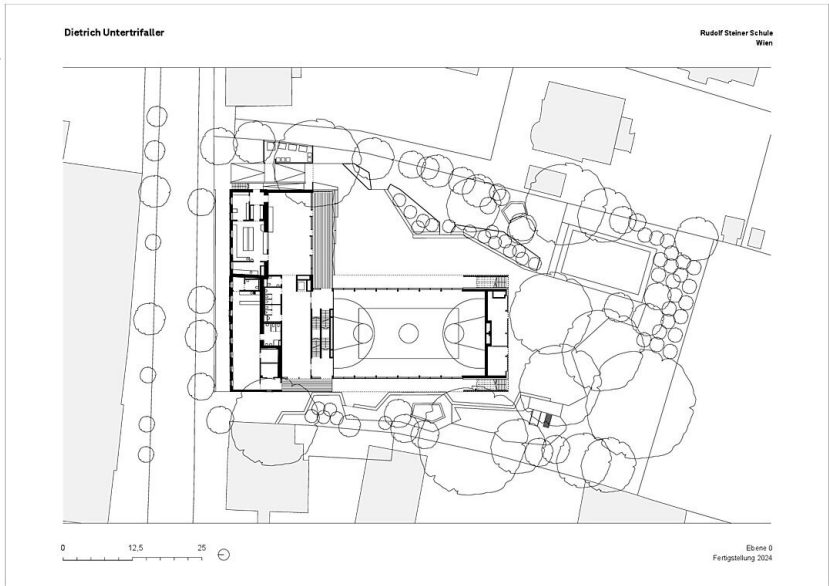 Dietrich Untertrifaller
Rudolf Steiner Schule
Wien
0 12,5 25
Ebene 0
Fertigstellung 2024